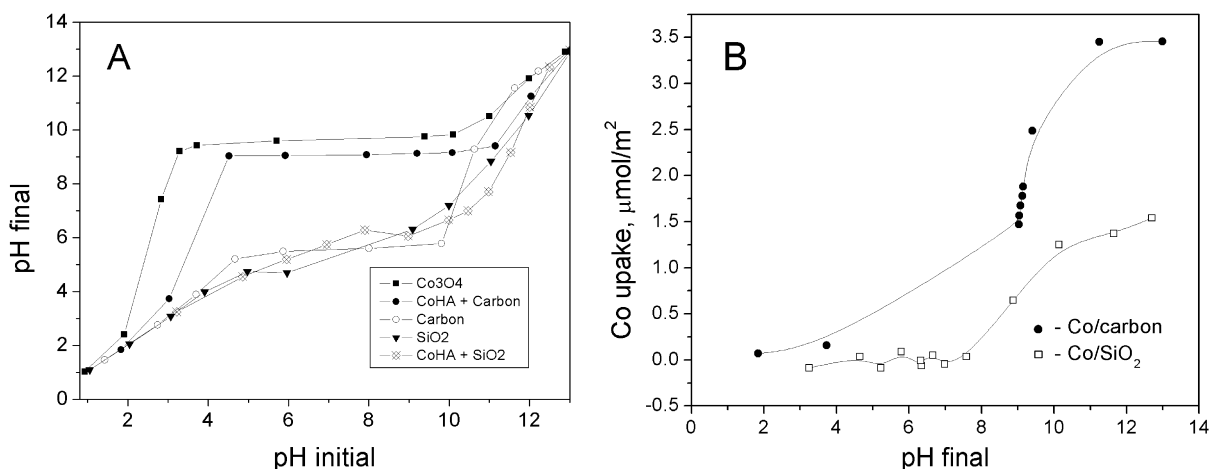 A
14
12
10
8
6
4
2
0
pH final
2 4 6 8 10 12
pH initial
Co3O4
CoHA + Carbon
Carbon
SiO2
CoHA + SiO2
B
3.5
3.0
2.5
2.0
1.5
1.0
0.5
0.0
-0.5
Co upake, μmol/m²
0 2 4 6 8 10 12 14
pH final
- Co/carbon
- Co/SiO₂